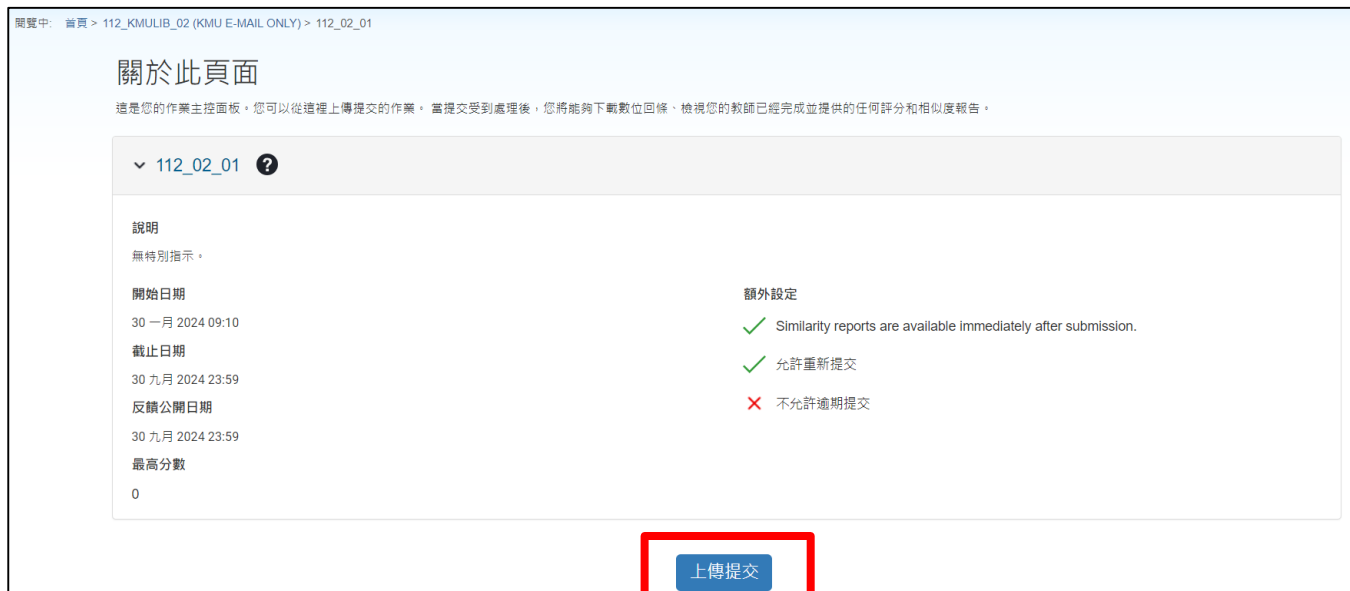 閱覽中: 首頁 > 112_KMULIB_02 (KMU E-MAIL ONLY) > 112_02_01
關於此頁面
這是您的作業主控面板。您可以從這裡上傳提交的作業。 當提交受到處理後，您將能夠下載數位回條、檢視您的教師已經完成並提供的任何評分和相似度報告。
112_02_01 ?
說明
無特別指示。
開始日期
30 一月 2024 09:10
截止日期
30 九月 2024 23:59
反饋公開日期
30 九月 2024 23:59
最高分數
0
額外設定
Similarity reports are available immediately after submission.
允許重新提交
不允許逾期提交
上傳提交